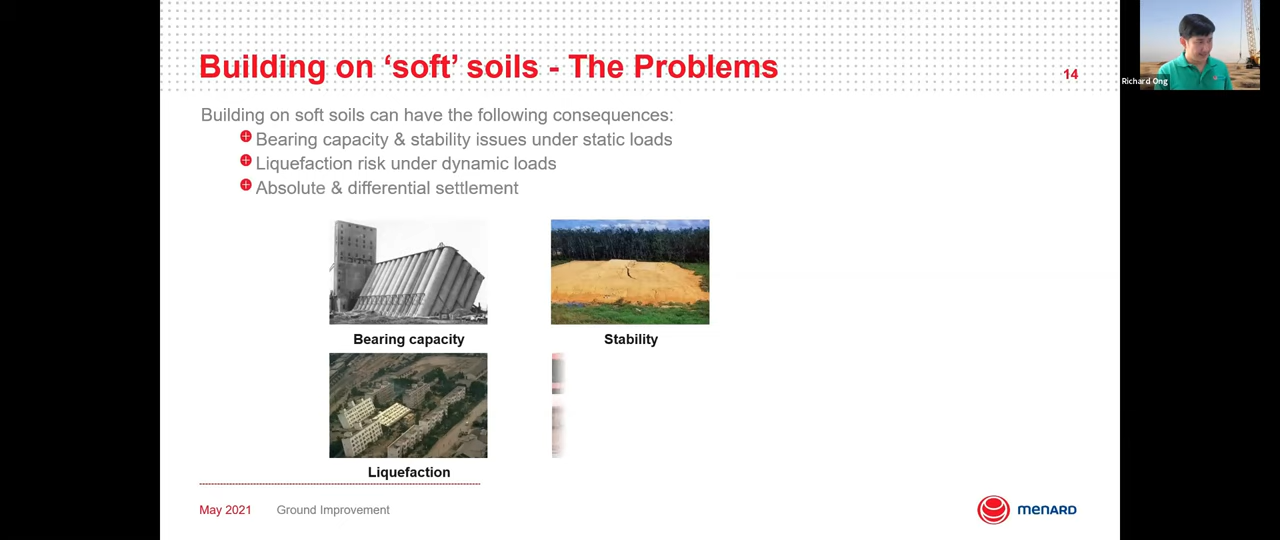 Building on ‘soft’ soils - The Problems
14
Richard Ong
Building on soft soils can have the following consequences:
Bearing capacity & stability issues under static loads
Liquefaction risk under dynamic loads
Absolute & differential settlement
Bearing capacity
Stability
Liquefaction
May 2021
Ground Improvement
MENARD